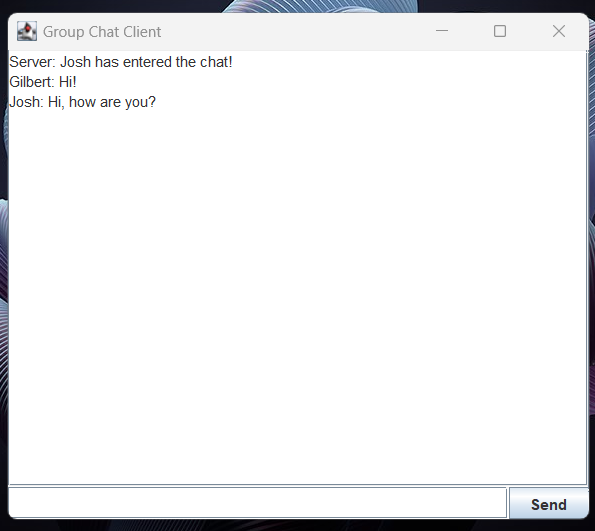 Group Chat Client
Server: Josh has entered the chat!
Gilbert: Hi!
Josh: Hi, how are you?
Send